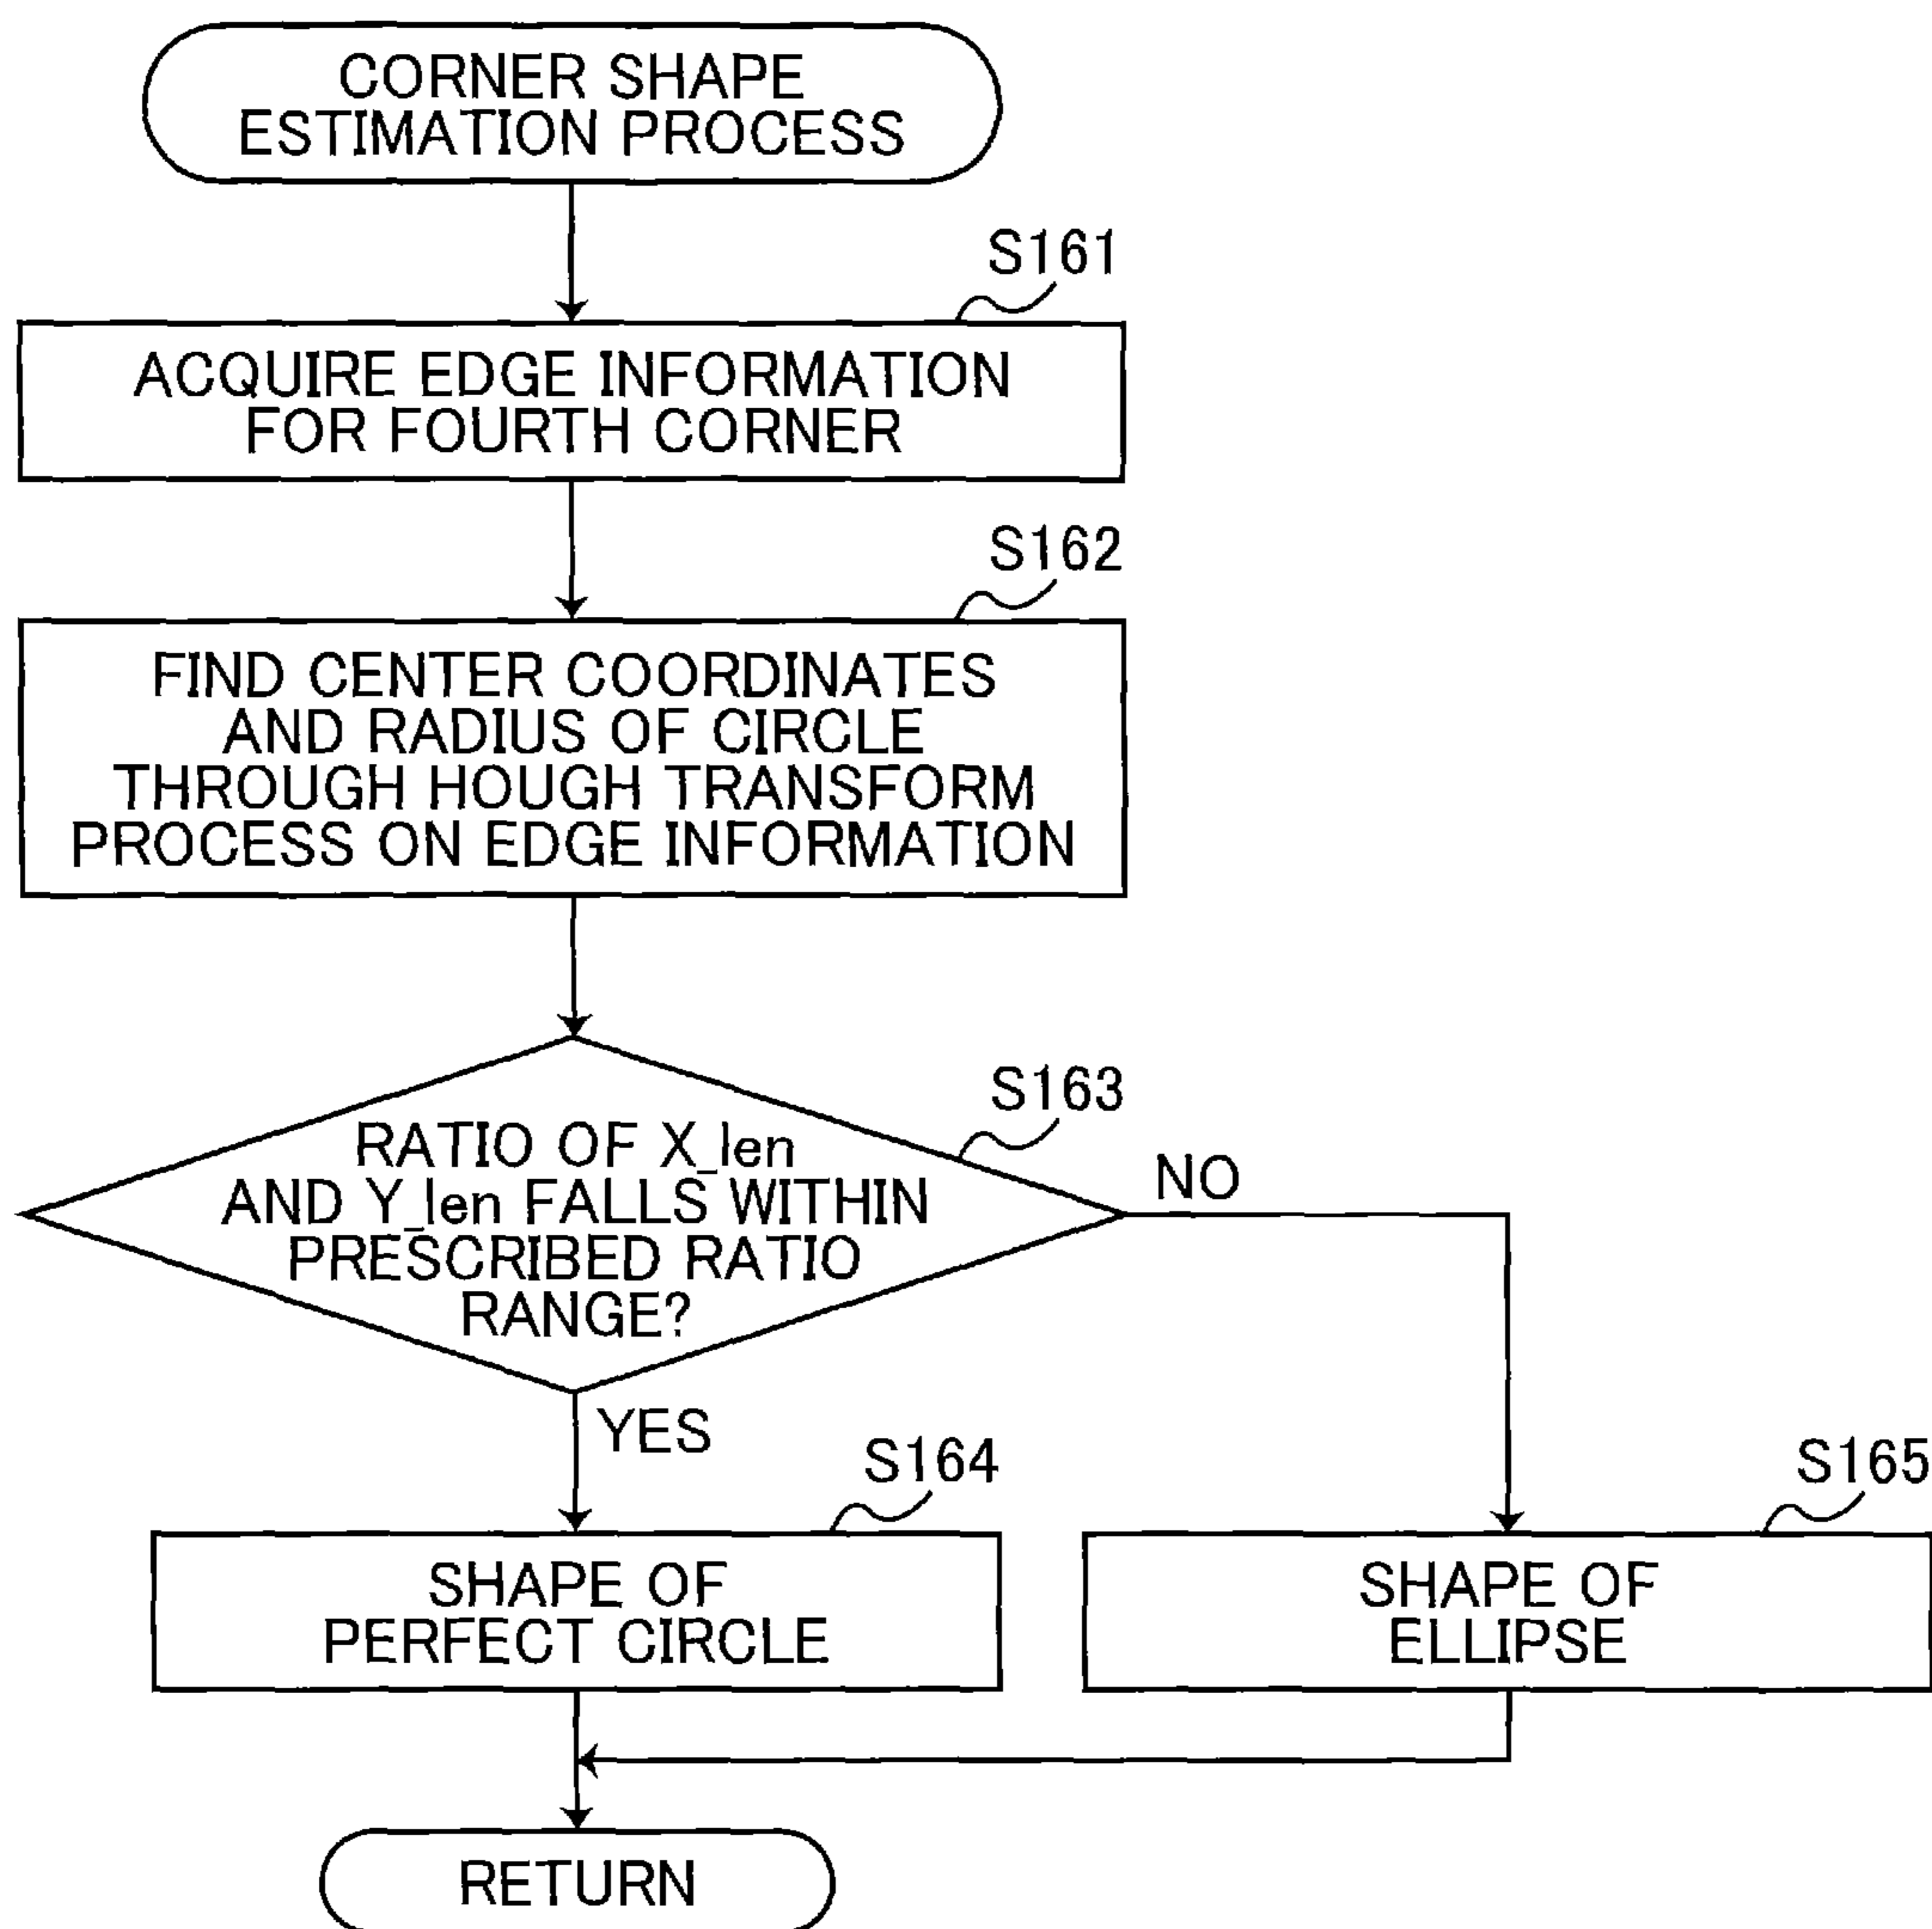 CORNER SHAPE
ESTIMATION PROCESS
S161
ACQUIRE EDGE INFORMATION
FOR FOURTH CORNER
S162
FIND CENTER COORDINATES
AND RADIUS OF CIRCLE
THROUGH HOUGH TRANSFORM
PROCESS ON EDGE INFORMATION
S163
RATIO OF X_len
AND Y_len FALLS WITHIN
PRESCRIBED RATIO
RANGE?
NO
YES
S164
SHAPE OF
PERFECT CIRCLE
S165
SHAPE OF
ELLIPSE
RETURN